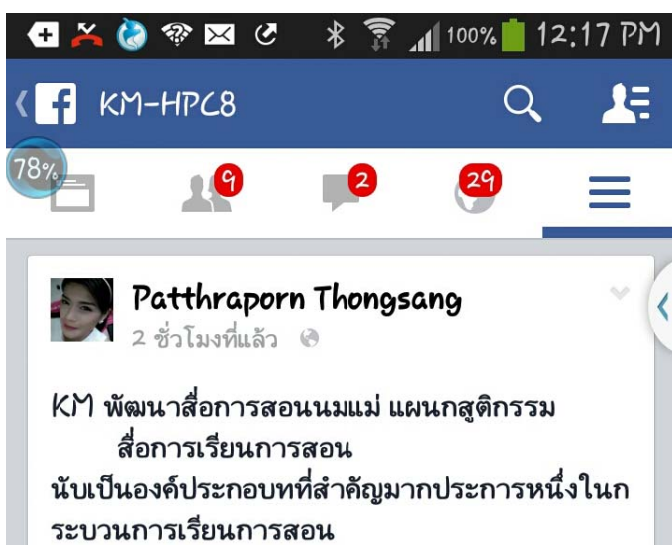 100% 12:17 PM
f KM-HPC8
78% 9 2 29
Patthraporn Thongsang
2 ชั่วโมงที่แล้ว
KM พัฒนาสื่อการสอนนมแม่ แผนกสูติกรรม
สื่อการเรียนการสอน
นับเป็นองค์ประกอบทที่สำคัญมากประการหนึ่งในก
ระบวนการเรียนการสอน